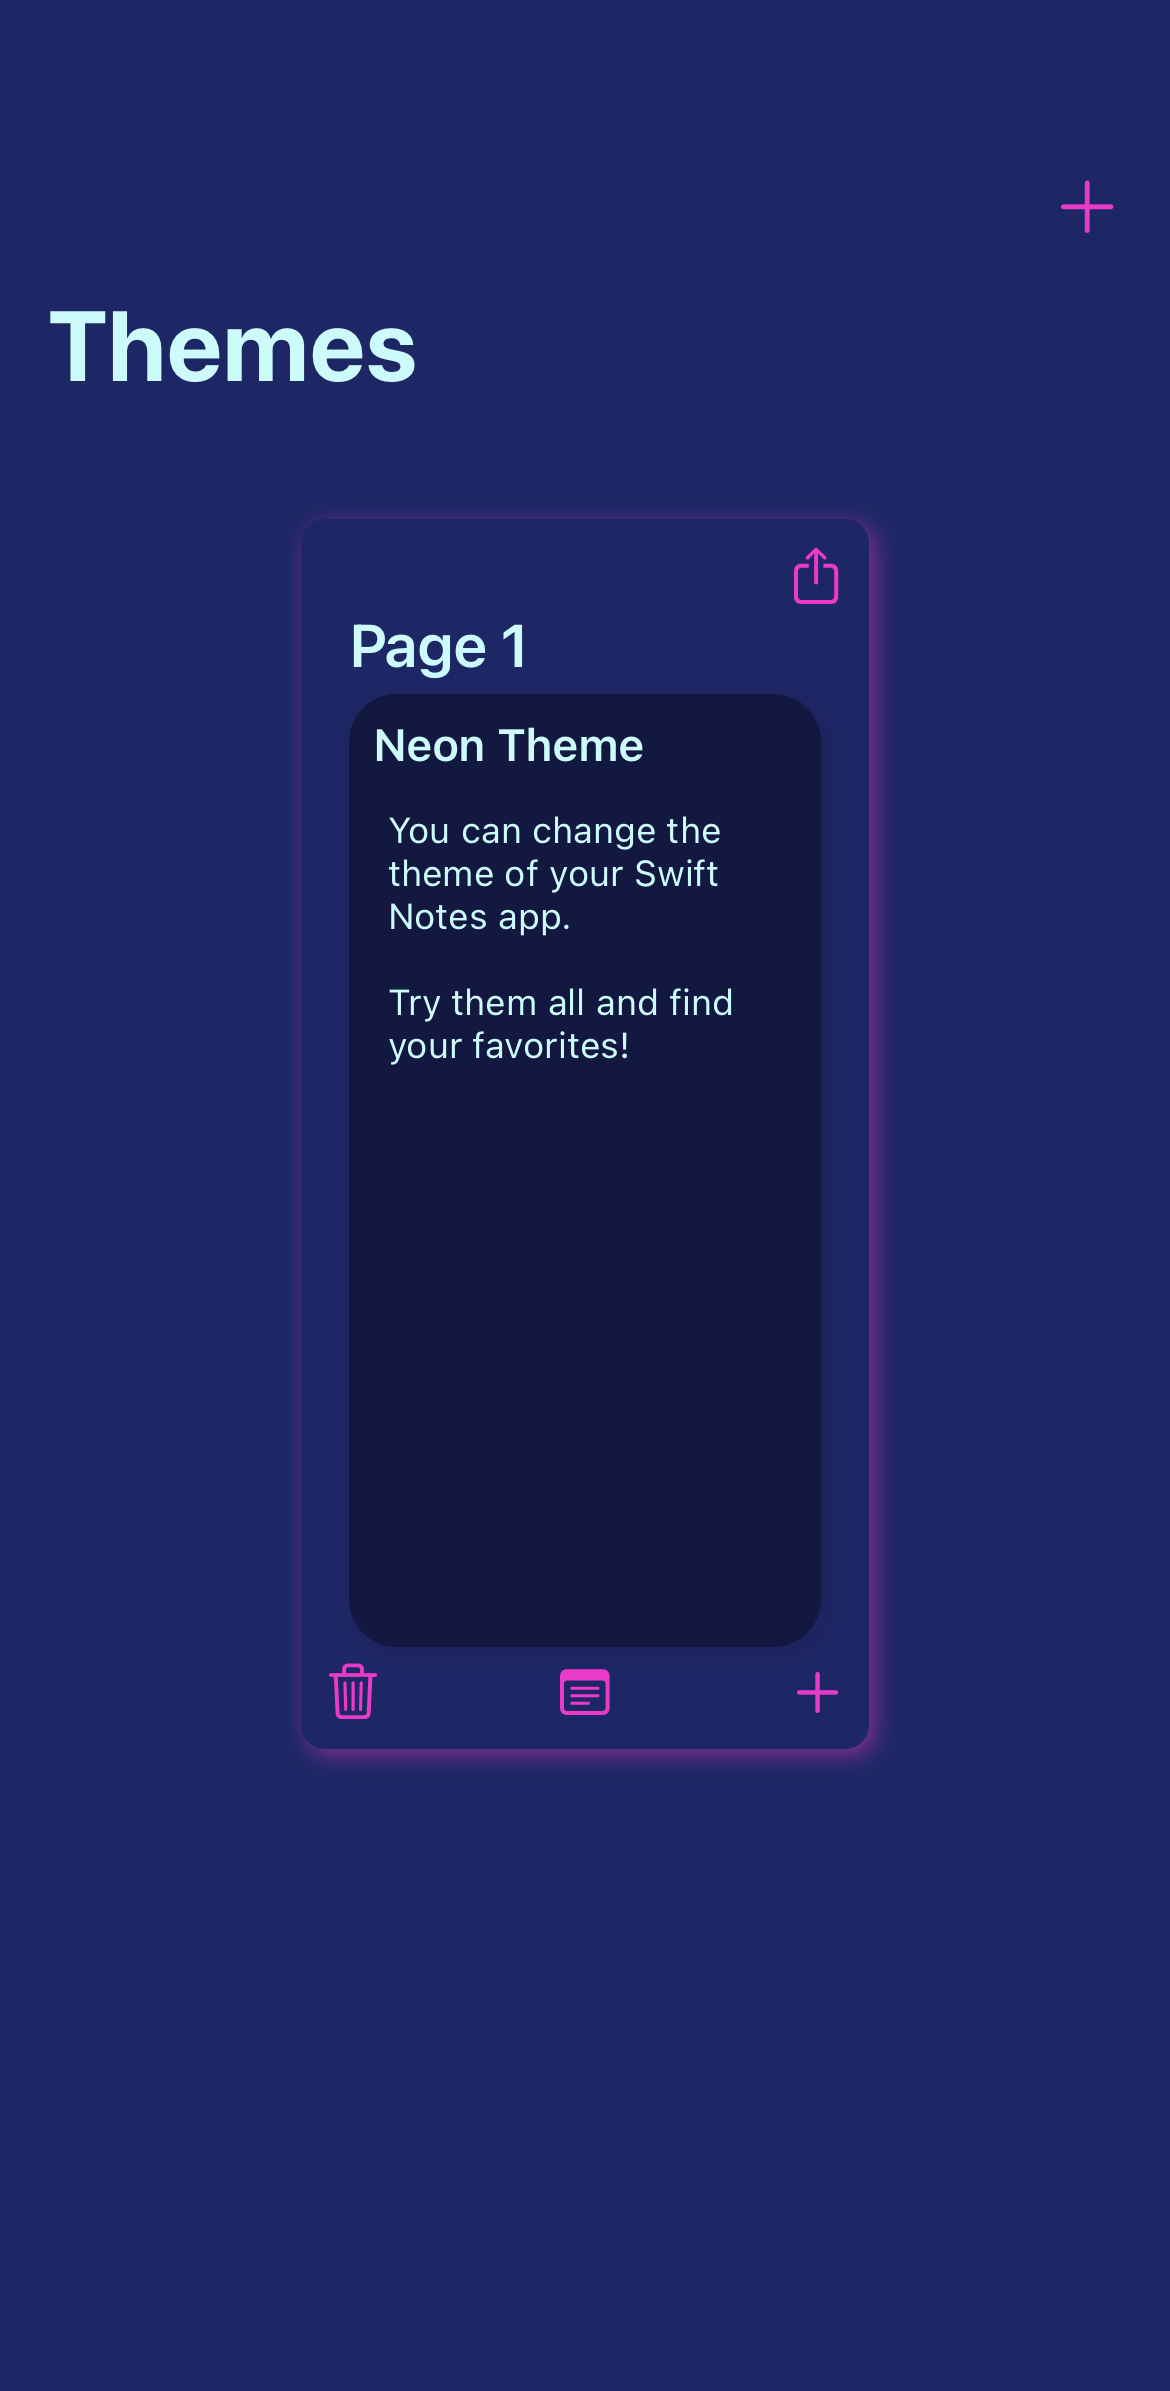 Themes
Page 1
Neon Theme
You can change the
theme of your Swift
Notes app.
Try them all and find
your favorites!